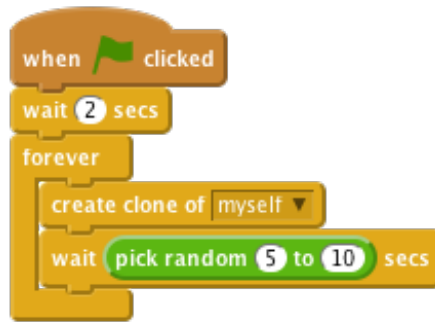 when clicked
wait 2 secs
forever
create clone of myself
wait pick random 5 to 10 secs